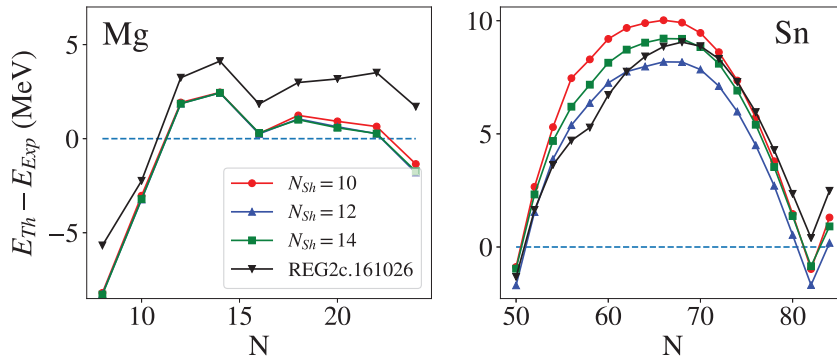 Mg
E_Th − E_Exp (MeV)
5
0
−5
N_Sh = 10
N_Sh = 12
N_Sh = 14
REG2c.161026
10
15
20
N
Sn
10
5
0
50
60
70
80
N